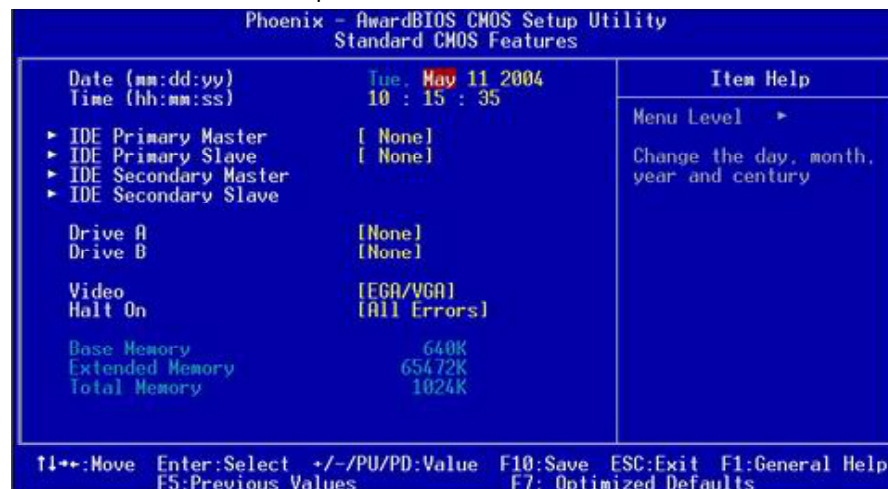 Phoenix - AwardBIOS CMOS Setup Utility
Standard CMOS Features
Date (mm:dd:yy) Tue, May 11 2004
Time (hh:mm:ss) 10 : 15 : 35
► IDE Primary Master [ None]
► IDE Primary Slave [ None]
► IDE Secondary Master
► IDE Secondary Slave
Drive A [None]
Drive B [None]
Video [EGA/VGA]
Halt On [All Errors]
Base Memory 640K
Extended Memory 65472K
Total Memory 1024K
Item Help
Menu Level ►
Change the day, month,
year and century
↑↓→←:Move Enter:Select +/-/PU/PD:Value F10:Save ESC:Exit F1:General Help
F5:Previous Values F7: Optimized Defaults